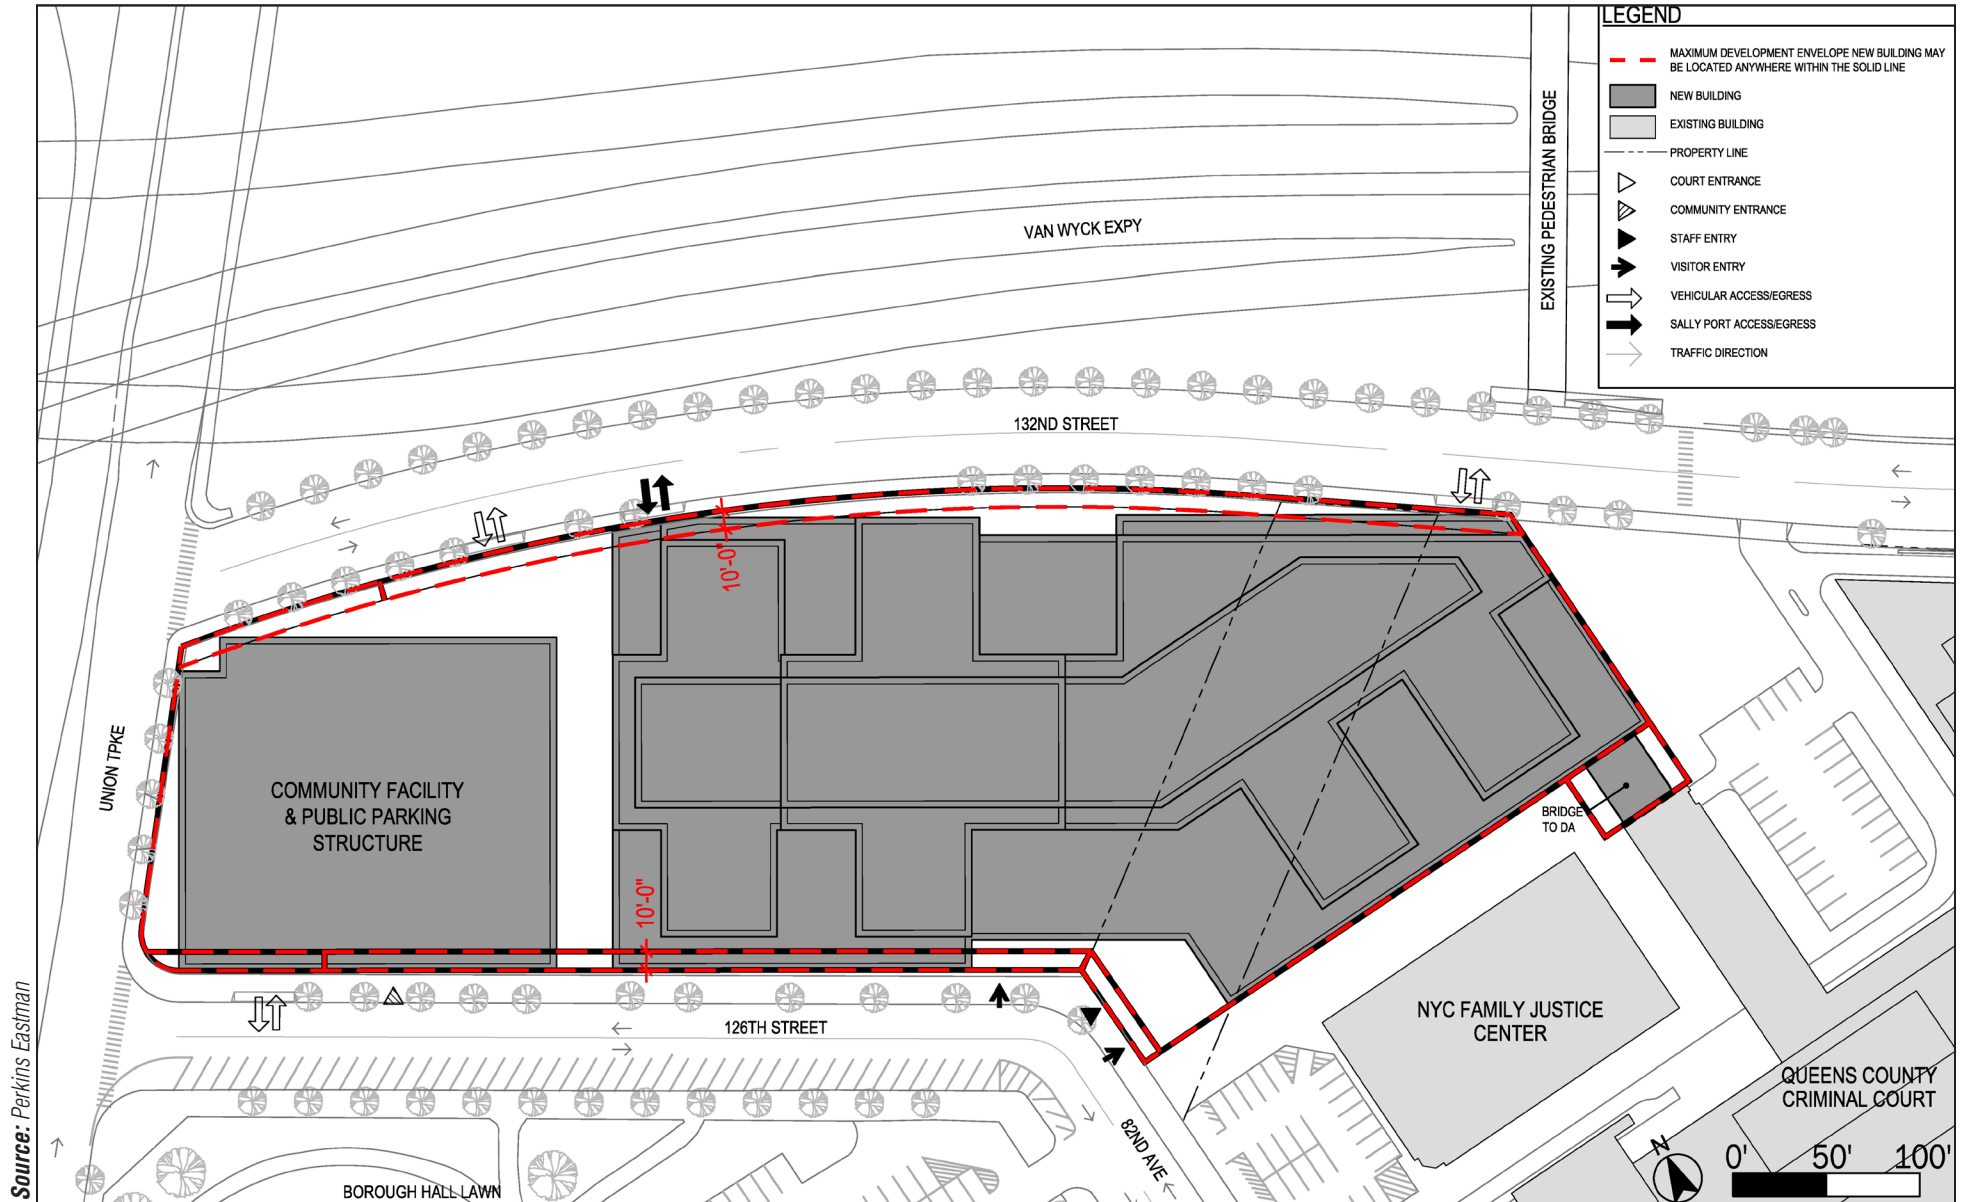 LEGEND
MAXIMUM DEVELOPMENT ENVELOPE NEW BUILDING MAY
BE LOCATED ANYWHERE WITHIN THE SOLID LINE
NEW BUILDING
EXISTING BUILDING
PROPERTY LINE
COURT ENTRANCE
COMMUNITY ENTRANCE
STAFF ENTRY
VISITOR ENTRY
VEHICULAR ACCESS/EGRESS
SALLY PORT ACCESS/EGRESS
TRAFFIC DIRECTION
EXISTING PEDESTRIAN BRIDGE
VAN WYCK EXPY
132ND STREET
10'-0"
UNION TPKE
COMMUNITY FACILITY
& PUBLIC PARKING
STRUCTURE
BRIDGE
TO DA
10'-0"
NYC FAMILY JUSTICE
CENTER
126TH STREET
QUEENS COUNTY
CRIMINAL COURT
82ND AVE
BOROUGH HALL LAWN
N
0' 50' 100'
Source: Perkins Eastman